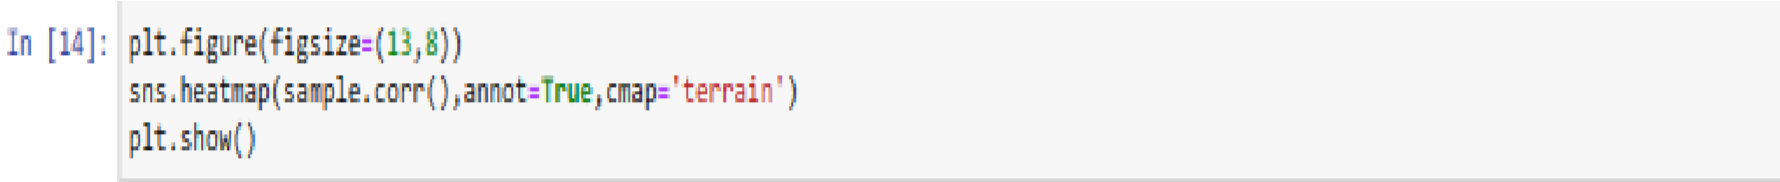 In [14]: plt.figure(figsize=(13,8))
sns.heatmap(sample.corr(),annot=True,cmap='terrain')
plt.show()